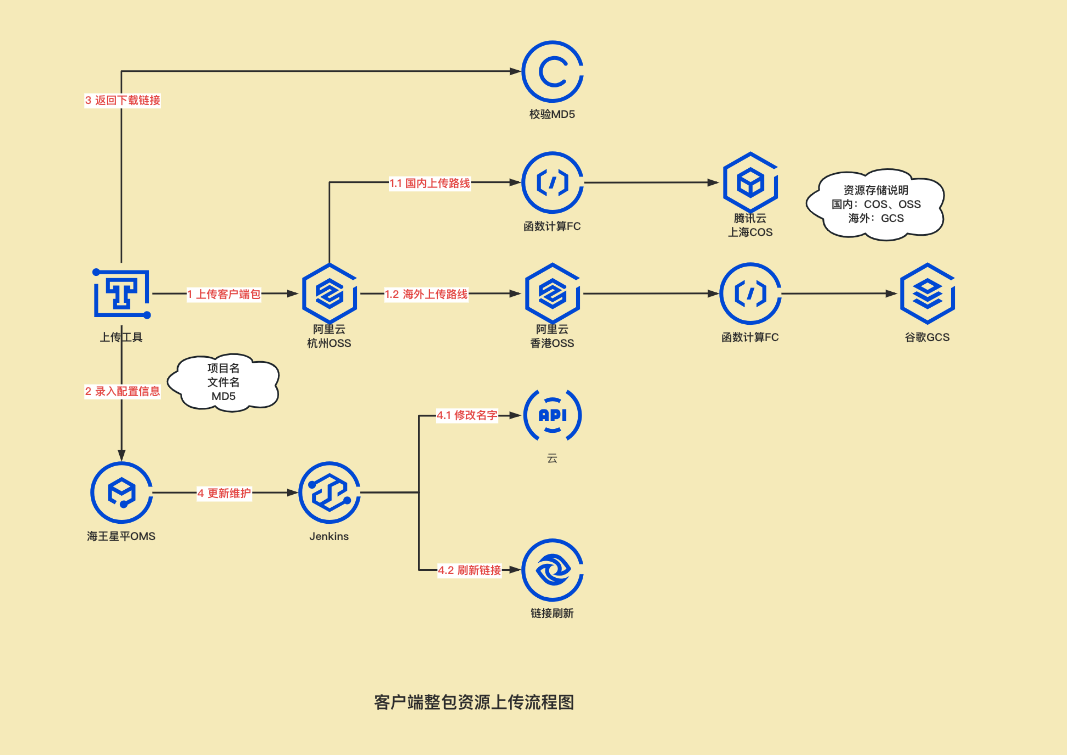 校验MD5
3 返回下载链接
1.1 国内上传路线
函数计算FC
腾讯云
上海COS
资源存储说明
国内：COS、OSS
海外：GCS
上传工具
1 上传客户端包
阿里云
杭州OSS
1.2 海外上传路线
阿里云
香港OSS
函数计算FC
谷歌GCS
2 录入配置信息
项目名
文件名
MD5
海王星平OMS
4 更新维护
Jenkins
4.1 修改名字
API
云
4.2 刷新链接
链接刷新
客户端整包资源上传流程图